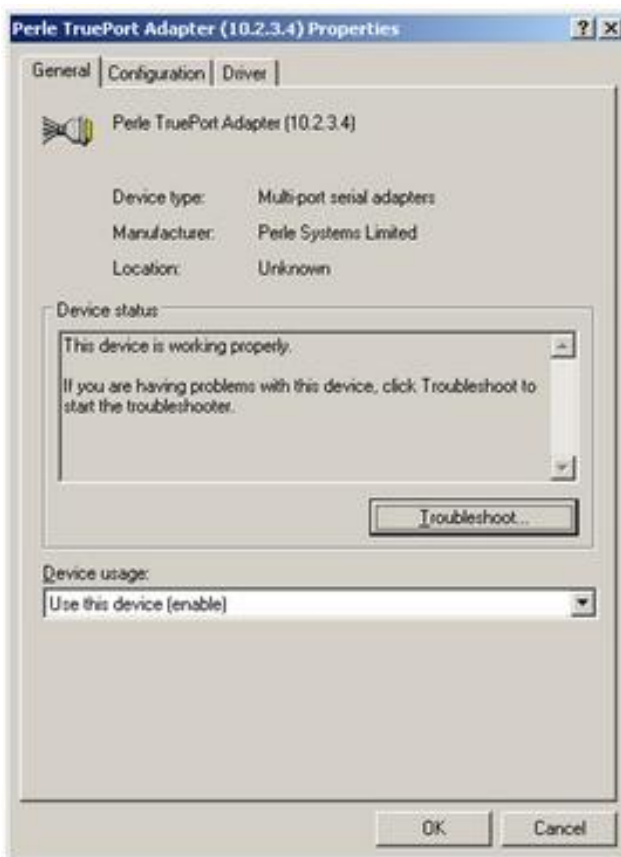 Perle TruePort Adapter (10.2.3.4) Properties
General
Configuration
Driver
Perle TruePort Adapter (10.2.3.4)
Device type: Multi-port serial adapters
Manufacturer: Perle Systems Limited
Location: Unknown
Device status
This device is working properly.
If you are having problems with this device, click Troubleshoot to
start the troubleshooter.
Troubleshoot...
Device usage:
Use this device (enable)
OK
Cancel